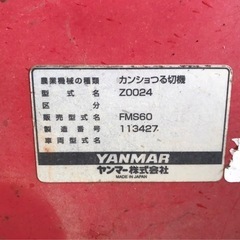 農業機械の種類 カンショつる切機
型式名 Z0024
区分
販売型式名 FMS60
製造番号 113427
車両型式名
YANMAR
ヤンマー株式会社
MADE IN JAPAN